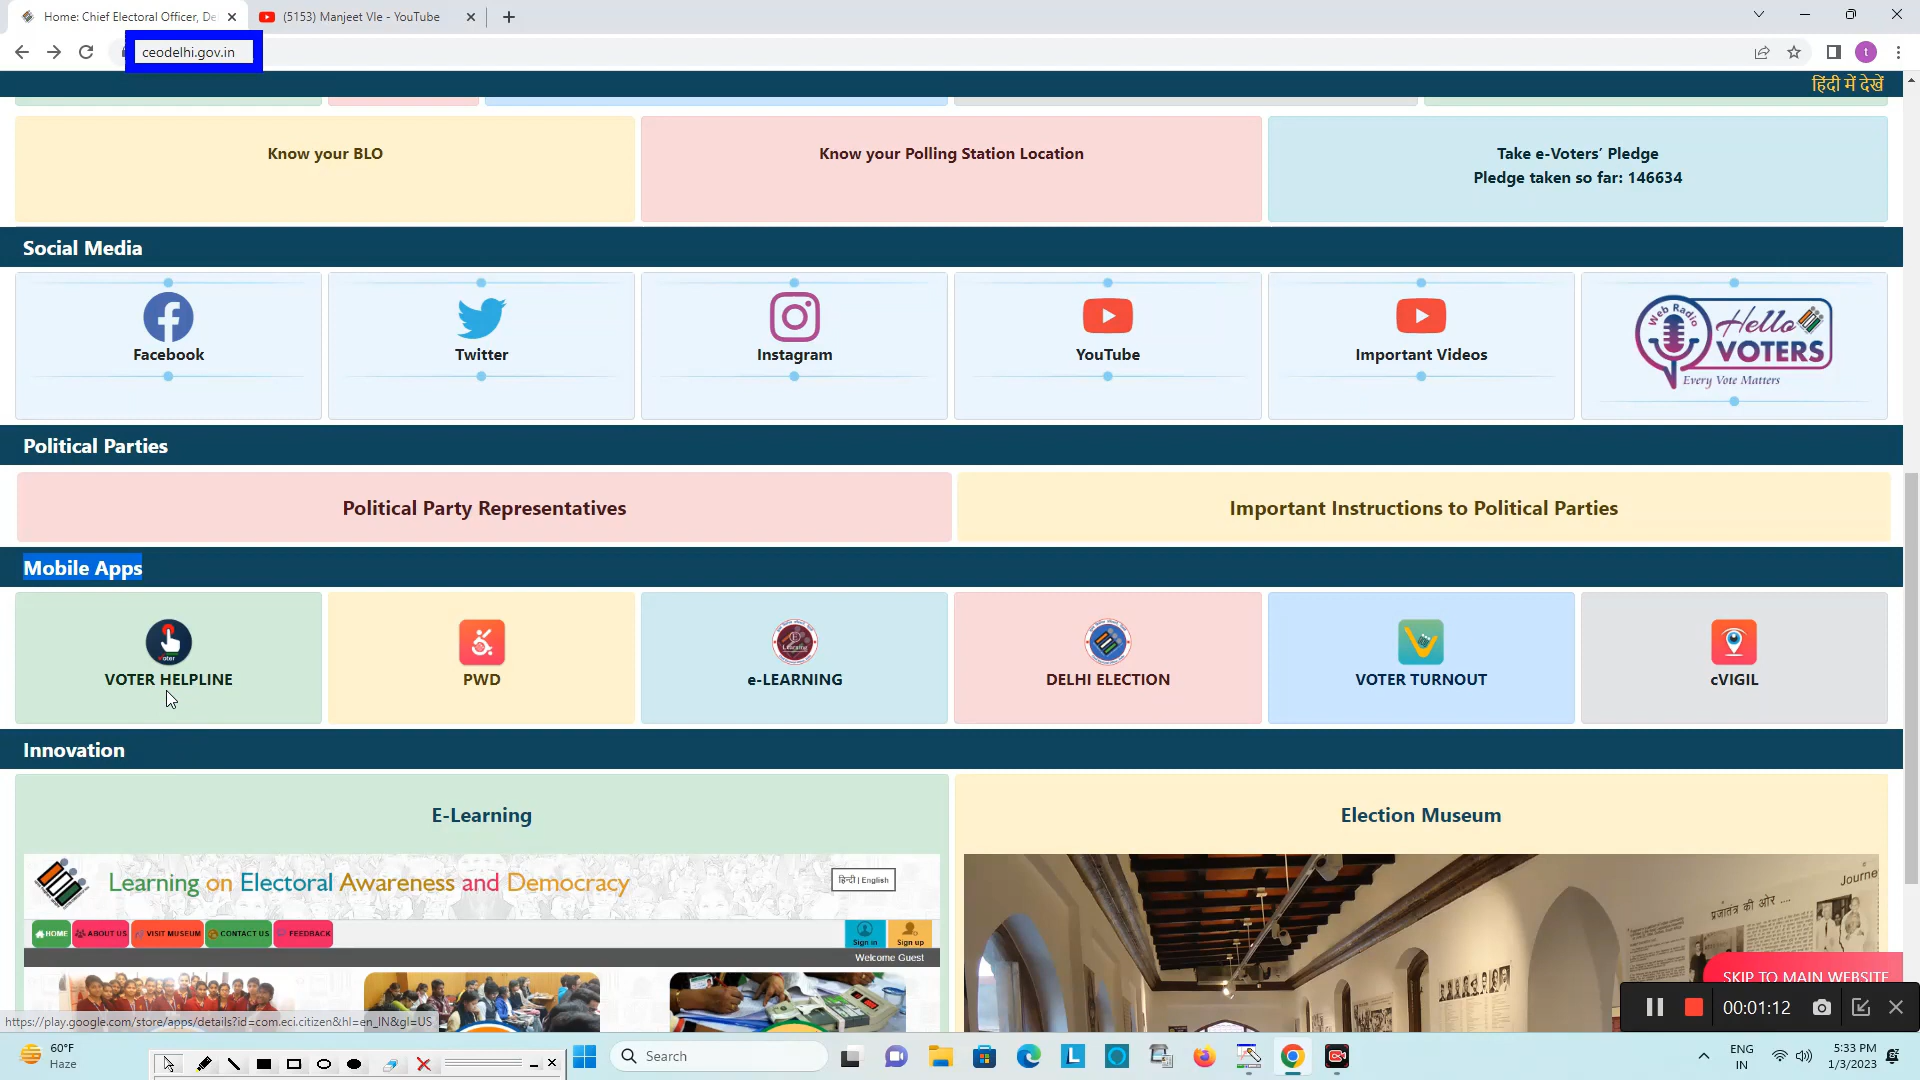 Home: Chief Electoral Officer, De
(5153) Manjeet Vle - YouTube
ceodelhi.gov.in
t
हिंदी में देखें
Know your BLO
Know your Polling Station Location
Take e-Voters’ Pledge
Pledge taken so far: 146634
Social Media
Facebook
Twitter
Instagram
YouTube
Important Videos
Web Radio
Hello
VOTERS
Every Vote Matters
Political Parties
Political Party Representatives
Important Instructions to Political Parties
Mobile Apps
VOTER HELPLINE
PWD
e-LEARNING
DELHI ELECTION
VOTER TURNOUT
cVIGIL
Innovation
E-Learning
Election Museum
Learning on Electoral Awareness and Democracy
हिन्दी | English
HOME
ABOUT US
VISIT MUSEUM
CONTACT US
FEEDBACK
Sign in
Sign up
Welcome Guest
Journe
प्रजातंत्र की ओर ....
SKIP TO MAIN WEBSITE
00:01:12
https://play.google.com/store/apps/details?id=com.eci.citizen&hl=en_IN&gl=US
60°F
Haze
Search
L
ENG
IN
5:33 PM
1/3/2023